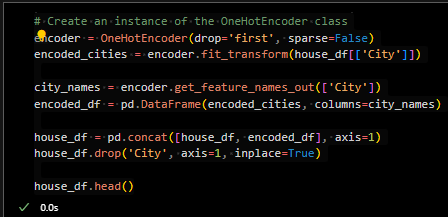 # Create an instance of the OneHotEncoder class
encoder = OneHotEncoder(drop='first', sparse=False)
encoded_cities = encoder.fit_transform(house_df[['City']])
city_names = encoder.get_feature_names_out(['City'])
encoded_df = pd.DataFrame(encoded_cities, columns=city_names)
house_df = pd.concat([house_df, encoded_df], axis=1)
house_df.drop('City', axis=1, inplace=True)
house_df.head()
0.0s